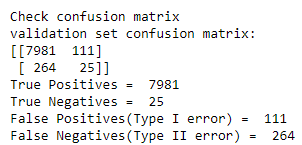 Check confusion matrix
validation set confusion matrix:
[[7981  111]
 [ 264   25]]
True Positives =  7981
True Negatives =  25
False Positives(Type I error) =  111
False Negatives(Type II error) =  264